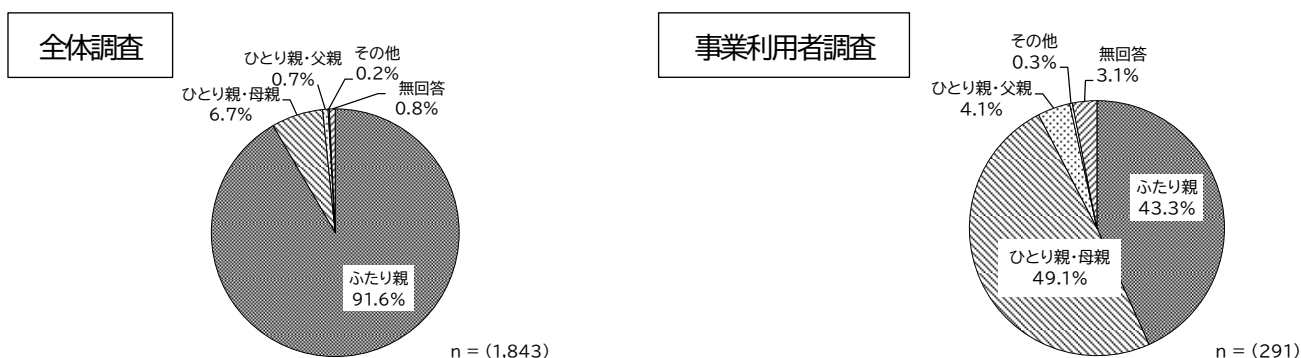 全体調査
ひとり親・父親
0.7%
その他
0.2%
無回答
0.8%
ひとり親・母親
6.7%
ふたり親
91.6%
n = (1,843)
事業利用者調査
その他
0.3%
無回答
3.1%
ひとり親・父親
4.1%
ふたり親
43.3%
ひとり親・母親
49.1%
n = (291)